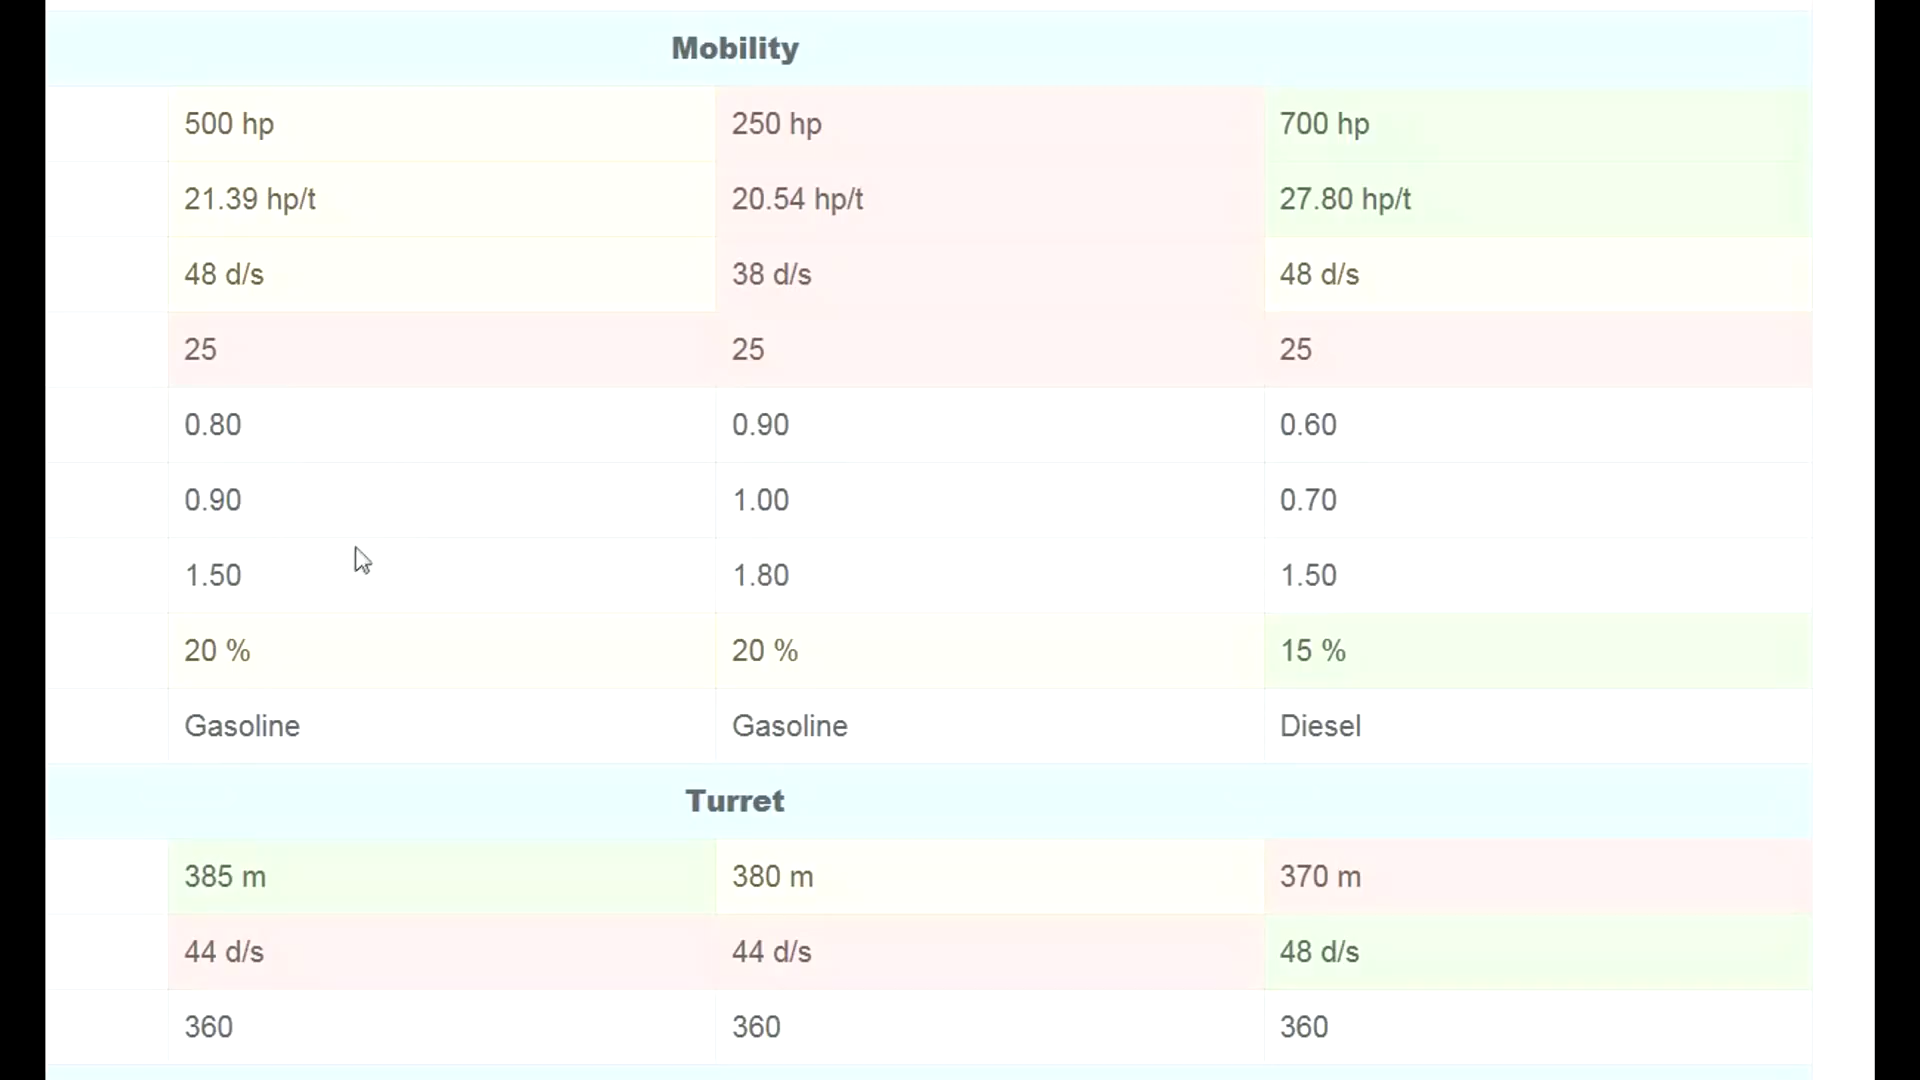 Mobility
500 hp 250 hp 700 hp
21.39 hp/t 20.54 hp/t 27.80 hp/t
48 d/s 38 d/s 48 d/s
25 25 25
0.80 0.90 0.60
0.90 1.00 0.70
1.50 1.80 1.50
20 % 20 % 15 %
Gasoline Gasoline Diesel
Turret
385 m 380 m 370 m
44 d/s 44 d/s 48 d/s
360 360 360